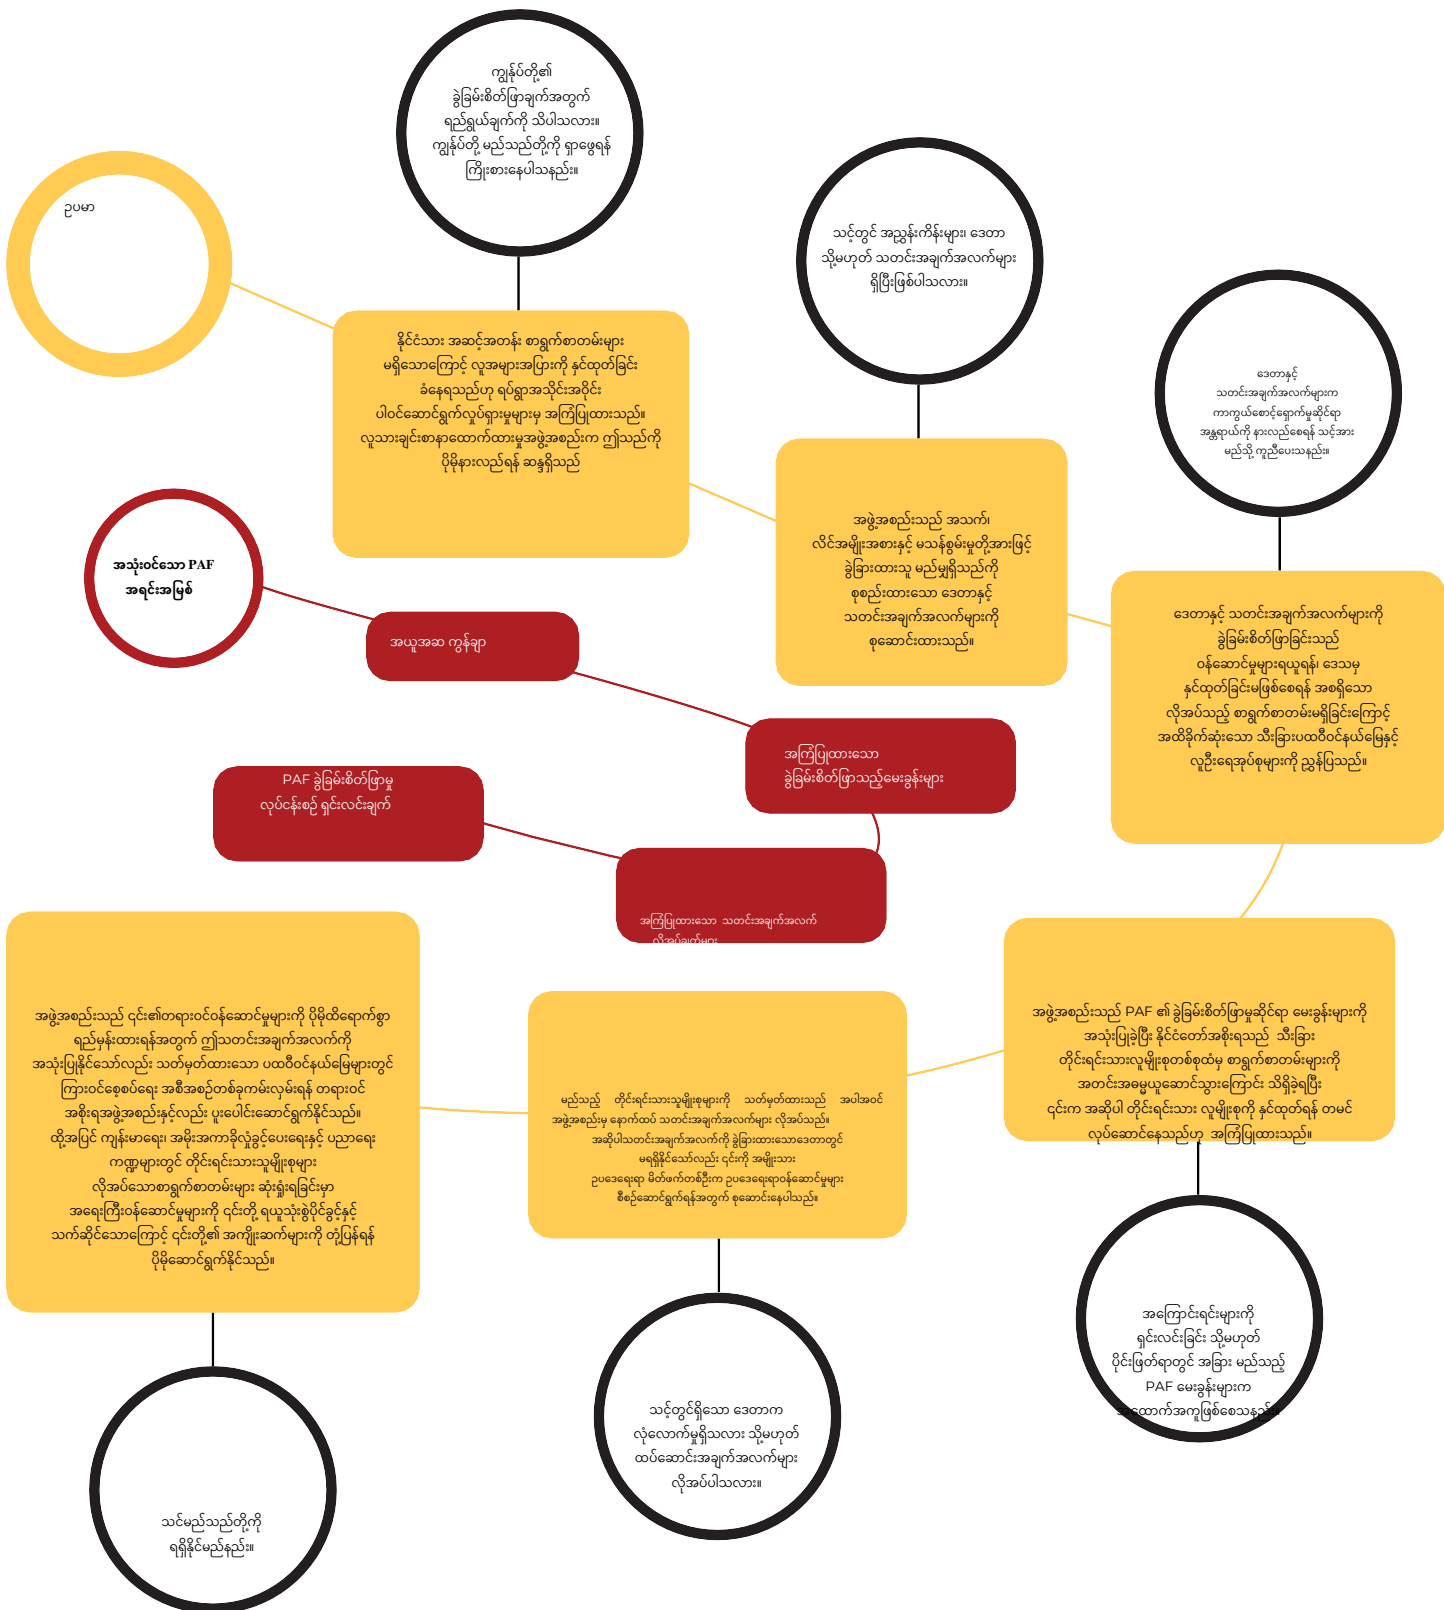 ကျွန်ုပ်တို့၏
ခွဲခြမ်းစိတ်ဖြာချက်အတွက်
ရည်ရွယ်ချက်ကို သိပါသလား။
ကျွန်ုပ်တို့ မည်သည်တို့ကို ရှာဖွေရန်
ကြိုးစားနေပါသနည်း။
ဥပမာ
သင့်တွင် အညွှန်းကိန်းများ၊ ဒေတာ
သို့မဟုတ် သတင်းအချက်အလက်များ
ရှိပြီးဖြစ်ပါသလား။
နိုင်ငံသား အဆင့်အတန်း စာရွက်စာတမ်းများ
မရှိသောကြောင့် လူအများအပြားကို နှင်ထုတ်ခြင်း
ခံနေရသည်ဟု ရပ်ရွာအသိုင်းအဝိုင်း
ပါဝင်ဆောင်ရွက်လှုပ်ရှားမှုများမှ အကြံပြုထားသည်။
လူသားချင်းစာနာထောက်ထားမှုအဖွဲ့အစည်းက ဤသည်ကို
ပိုမိုနားလည်ရန် ဆန္ဒရှိသည်
ဒေတာနှင့်
သတင်းအချက်အလက်များက
ကာကွယ်စောင့်ရှောက်မှုဆိုင်ရာ
အန္တရာယ်ကို နားလည်စေရန် သင့်အား
မည်သို့ ကူညီပေးသနည်း။
အဖွဲ့အစည်းသည် အသက်၊
လိင်အမျိုးအစားနှင့် မသန်စွမ်းမှုတို့အားဖြင့်
ခွဲခြားထားသူ မည်မျှရှိသည်ကို
စုစည်းထားသော ဒေတာနှင့်
သတင်းအချက်အလက်များကို
စုဆောင်းထားသည်။
အသုံးဝင်သော PAF
အရင်းအမြစ်
ဒေတာနှင့် သတင်းအချက်အလက်များကို
ခွဲခြမ်းစိတ်ဖြာခြင်းသည်
ဝန်ဆောင်မှုများရယူရန်၊ ဒေသမှ
နှင်ထုတ်ခြင်းမဖြစ်စေရန် အစရှိသော
လိုအပ်သည့် စာရွက်စာတမ်းမရှိခြင်းကြောင့်
အထိခိုက်ဆုံးသော သီးခြားပထဝီဝင်နယ်မြေနှင့်
လူဦးရေအုပ်စုများကို ညွှန်ပြသည်။
အယူအဆ ကွန်ချာ
အကြံပြုထားသော
ခွဲခြမ်းစိတ်ဖြာသည့်မေးခွန်းများ
PAF ခွဲခြမ်းစိတ်ဖြာမှု
လုပ်ငန်းစဉ် ရှင်းလင်းချက်
အကြံပြုထားသော သတင်းအချက်အလက်
လိုအပ်ချက်များ
အဖွဲ့အစည်းသည် PAF ၏ ခွဲခြမ်းစိတ်ဖြာမှုဆိုင်ရာ မေးခွန်းများကို
အသုံးပြုခဲ့ပြီး နိုင်ငံတော်အစိုးရသည် သီးခြား
တိုင်းရင်းသားလူမျိုးစုတစ်စုထံမှ စာရွက်စာတမ်းများကို
အတင်းအဓမ္မယူဆောင်သွားကြောင်း သိရှိခဲ့ရပြီး
၎င်းက အဆိုပါ တိုင်းရင်းသား လူမျိုးစုကို နှင်ထုတ်ရန် တမင်
လုပ်ဆောင်နေသည်ဟု အကြံပြုထားသည်။
မည်သည့် တိုင်းရင်းသားသူမျိုးစုများကို သတ်မှတ်ထားသည် အပါအဝင်
အဖွဲ့အစည်းမှ နောက်ထပ် သတင်းအချက်အလက်များ လိုအပ်သည်။
အဆိုပါသတင်းအချက်အလက်ကို ခွဲခြားထားသောဒေတာတွင်
မရရှိနိုင်သော်လည်း ၎င်းကို အမျိုးသား
ဥပဒေရေးရာ မိတ်ဖက်တစ်ဦးက ဥပဒေရေးရာဝန်ဆောင်မှုများ
စီစဉ်ဆောင်ရွက်ရန်အတွက် စုဆောင်းနေပါသည်။
အဖွဲ့အစည်းသည် ၎င်း၏တရားဝင်ဝန်ဆောင်မှုများကို ပိုမိုထိရောက်စွာ
ရည်မှန်းထားရန်အတွက် ဤသတင်းအချက်အလက်ကို
အသုံးပြုနိုင်သော်လည်း သတ်မှတ်ထားသော ပထဝီဝင်နယ်မြေများတွင်
ကြားဝင်စေ့စပ်ရေး အစီအစဉ်တစ်ခုကမ်းလှမ်းရန် တရားဝင်
အစိုးရအဖွဲ့အစည်းနှင့်လည်း ပူးပေါင်းဆောင်ရွက်နိုင်သည်။
ထို့အပြင် ကျန်းမာရေး၊ အမိုးအကာခိုလှုံခွင့်ပေးရေးနှင့် ပညာရေး
ကဏ္ဍများတွင် တိုင်းရင်းသားသူမျိုးစုများ
လိုအပ်သောစာရွက်စာတမ်းများ ဆုံးရှုံးရခြင်းမှာ
အရေးကြီးဝန်ဆောင်မှုများကို ၎င်းတို့ ရယူသုံးစွဲပိုင်ခွင့်နှင့်
သက်ဆိုင်သောကြောင့် ၎င်းတို့၏ အကျိုးဆက်များကို တုံ့ပြန်ရန်
ပိုမိုဆောင်ရွက်နိုင်သည်။
အကြောင်းရင်းများကို
ရှင်းလင်းခြင်း သို့မဟုတ်
ပိုင်းဖြတ်ရာတွင် အခြား မည်သည့်
PAF မေးခွန်းများက
အထောက်အကူဖြစ်စေသနည်း။
သင့်တွင်ရှိသော ဒေတာက
လုံလောက်မှုရှိသလား သို့မဟုတ်
ထပ်ဆောင်းအချက်အလက်များ
လိုအပ်ပါသလား။
သင်မည်သည်တို့ကို
ရရှိနိုင်မည်နည်း။